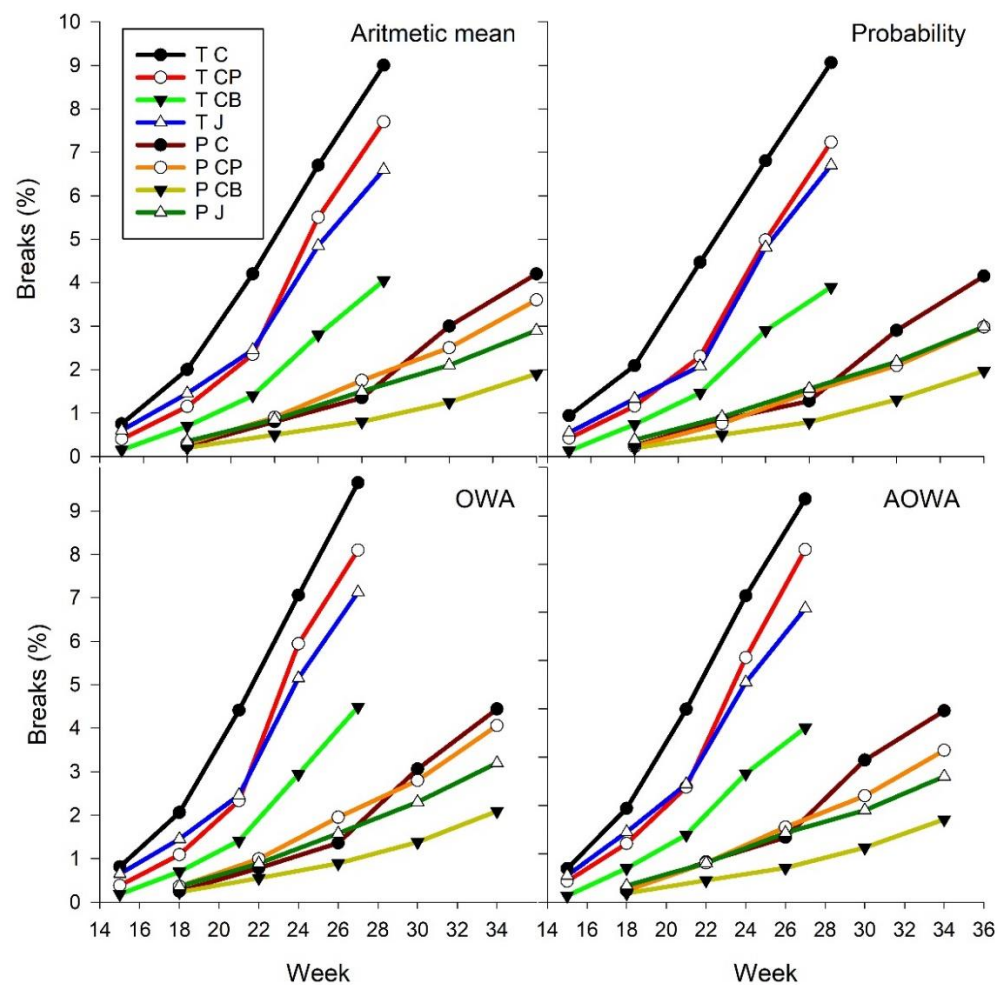 10
9
8
7
6
5
4
3
2
1
0
Breaks (%)
Aritmetic mean
T C
T CP
T CB
T J
P C
P CP
P CB
P J
Probability
9
8
7
6
5
4
3
2
1
0
Breaks (%)
OWA
AOWA
14 16 18 20 22 24 26 28 30 32 34
14 16 18 20 22 24 26 28 30 32 34 36
Week
Week